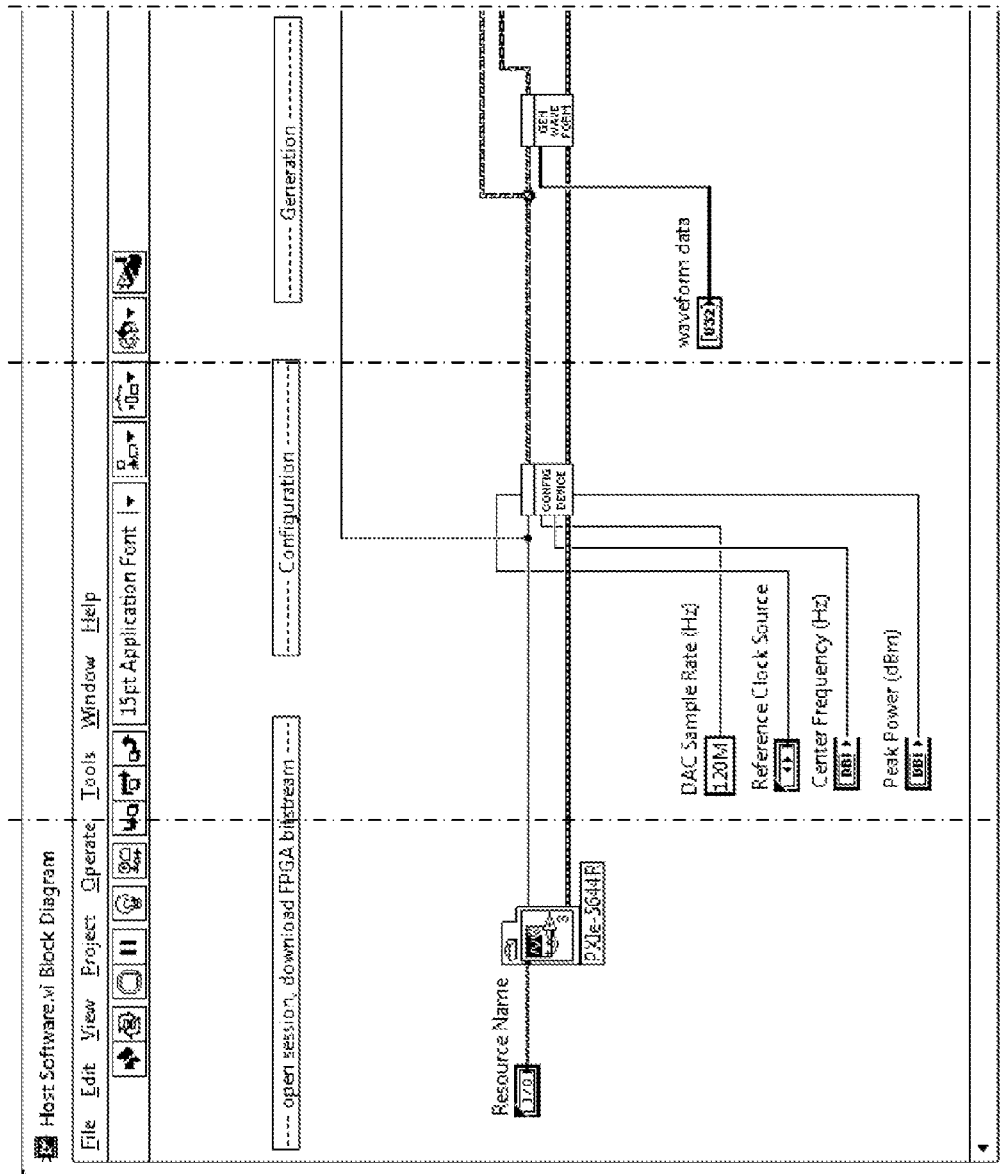 Host Software.vi Block Diagram
File Edit View Project Operate Tools Window Help
15pt Application Font
---- open session, download FPGA bitstream ----
------- Configuration ----------
-------- Generation ----------
Resource Name
I/O
PXIe-5644R
3
CONFIG
DEVICE
DAC Sample Rate (Hz)
120M
Reference Clock Source
Center Frequency (Hz)
DBL
Peak Power (dBm)
DBL
GEN
WAVE
FORM
waveform data
[U32]